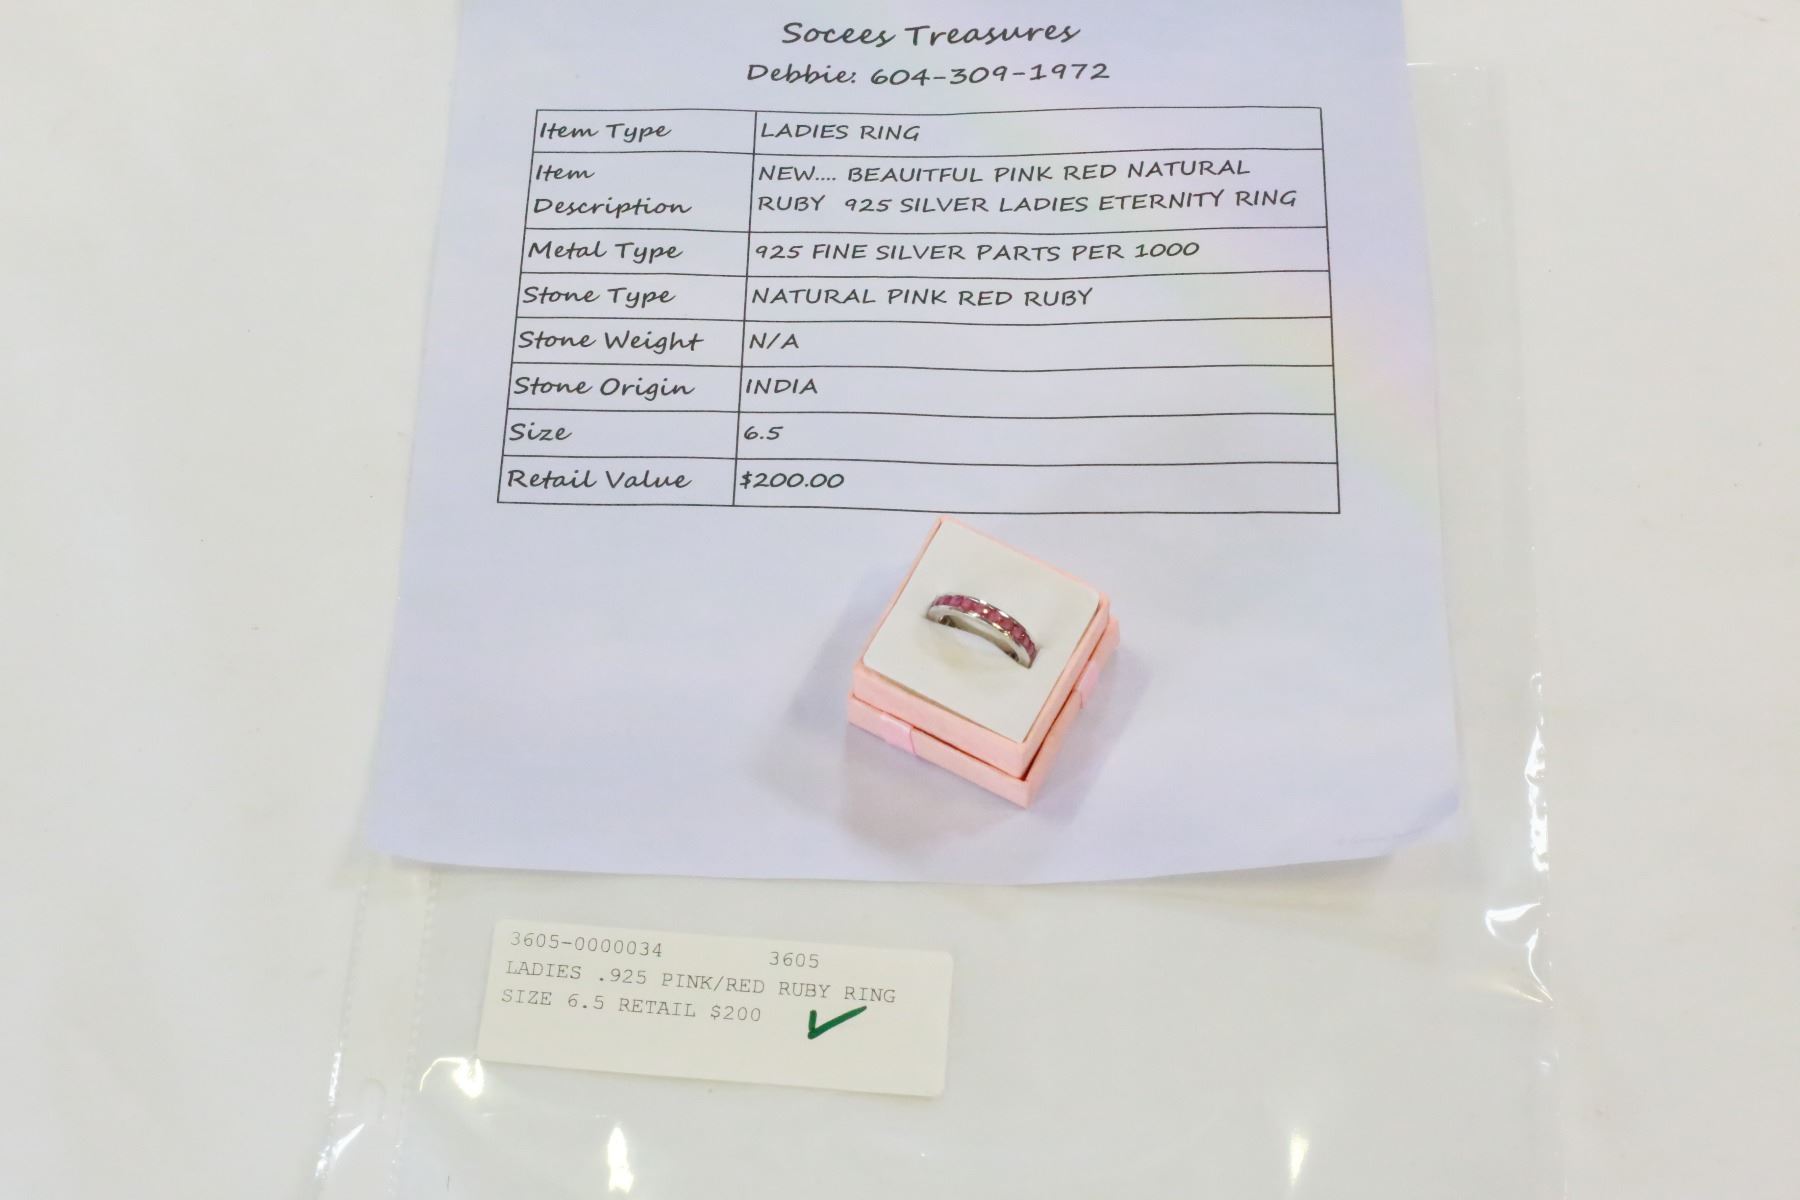 Socees Treasures
Debbie: 604-309-1972
Item Type LADIES RING
Item Description NEW.... BEAUITFUL PINK RED NATURAL
RUBY 925 SILVER LADIES ETERNITY RING
Metal Type 925 FINE SILVER PARTS PER 1000
Stone Type NATURAL PINK RED RUBY
Stone Weight N/A
Stone Origin INDIA
Size 6.5
Retail Value $200.00
3605-0000034 3605
LADIES .925 PINK/RED RUBY RING
SIZE 6.5 RETAIL $200